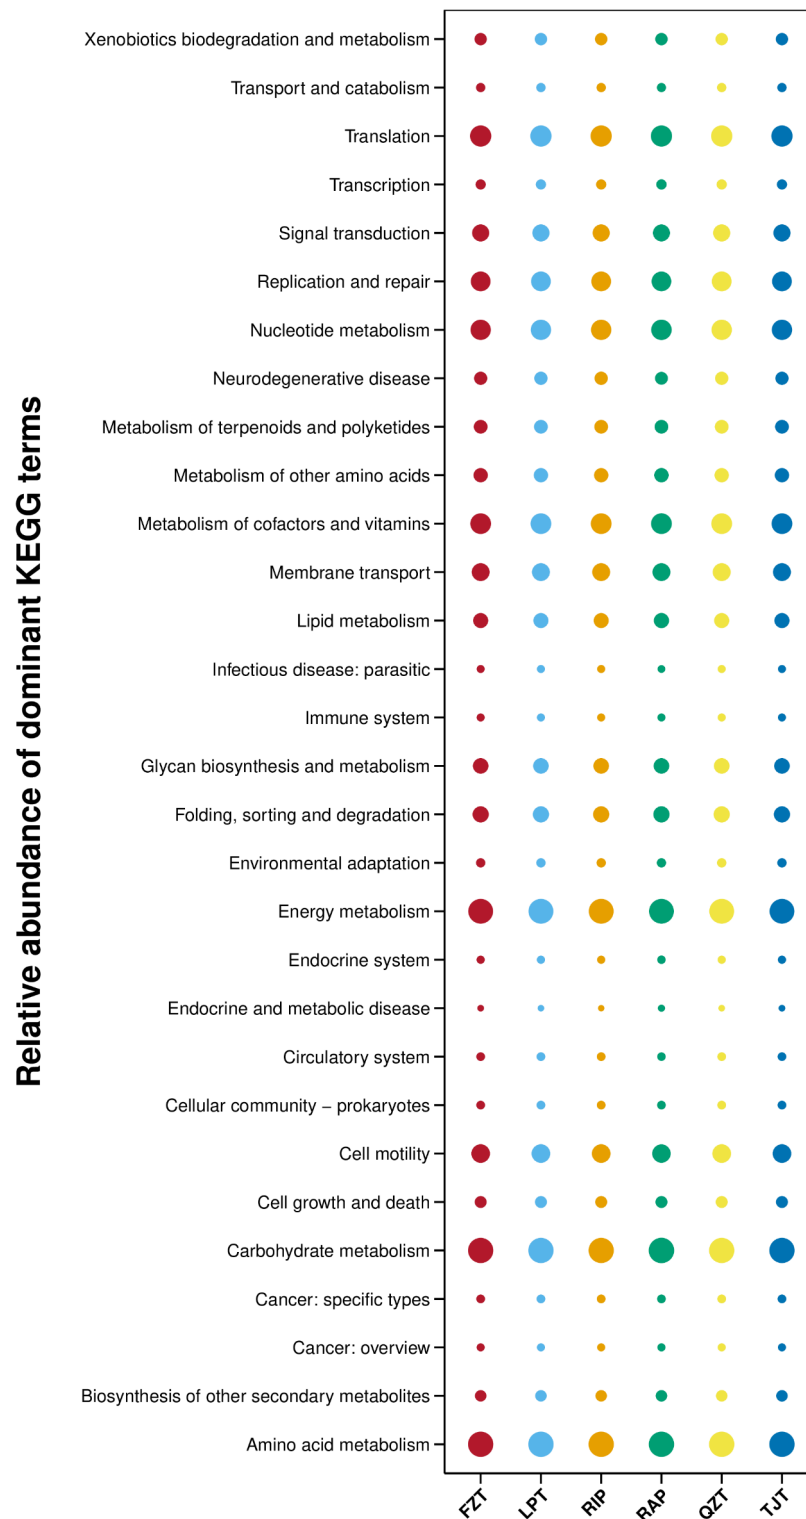 Relative abundance of dominant KEGG terms
Xenobiotics biodegradation and metabolism
Transport and catabolism
Translation
Transcription
Signal transduction
Replication and repair
Nucleotide metabolism
Neurodegenerative disease
Metabolism of terpenoids and polyketides
Metabolism of other amino acids
Metabolism of cofactors and vitamins
Membrane transport
Lipid metabolism
Infectious disease: parasitic
Immune system
Glycan biosynthesis and metabolism
Folding, sorting and degradation
Environmental adaptation
Energy metabolism
Endocrine system
Endocrine and metabolic disease
Circulatory system
Cellular community − prokaryotes
Cell motility
Cell growth and death
Carbohydrate metabolism
Cancer: specific types
Cancer: overview
Biosynthesis of other secondary metabolites
Amino acid metabolism
FZT
LPT
RIP
RAP
QZT
TJT